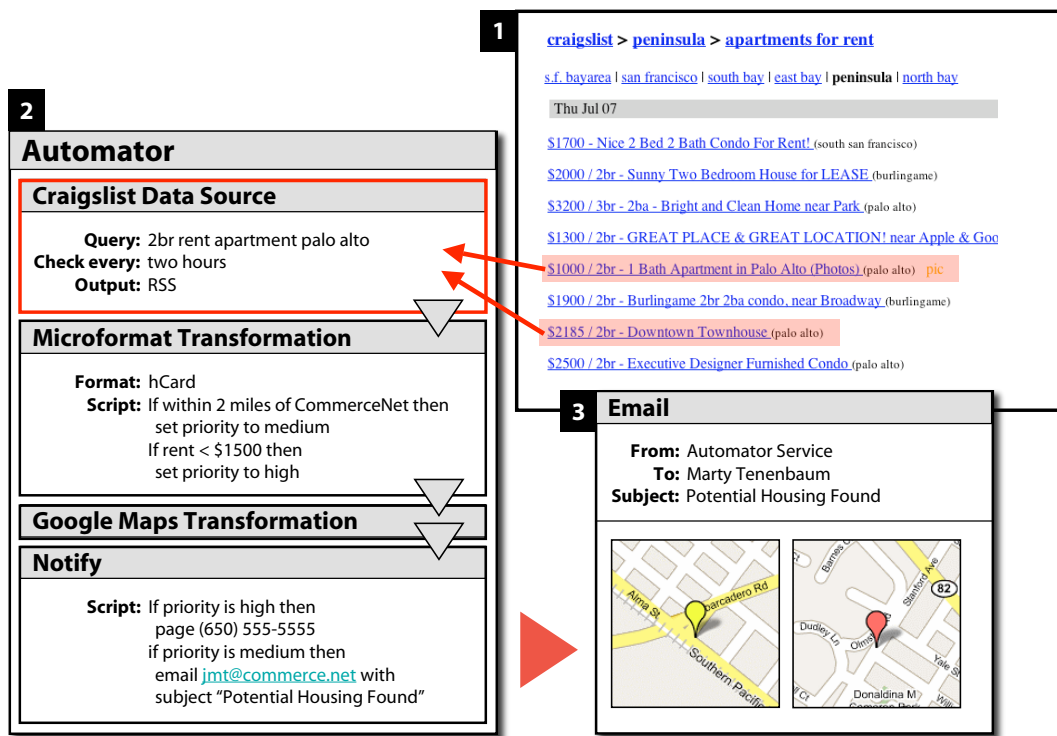 1
craigslist > peninsula > apartments for rent
s.f. bayarea | san francisco | south bay | east bay | peninsula | north bay
Thu Jul 07
$1700 - Nice 2 Bed 2 Bath Condo For Rent! (south san francisco)
$2000 / 2br - Sunny Two Bedroom House for LEASE (burlingame)
$3200 / 3br - 2ba - Bright and Clean Home near Park (palo alto)
$1300 / 2br - GREAT PLACE & GREAT LOCATION! near Apple & Goo
$1000 / 2br - 1 Bath Apartment in Palo Alto (Photos) (palo alto) pic
$1900 / 2br - Burlingame 2br 2ba condo, near Broadway (burlingame)
$2185 / 2br - Downtown Townhouse (palo alto)
$2500 / 2br - Executive Designer Furnished Condo (palo alto)
2
Automator
Craigslist Data Source
Query: 2br rent apartment palo alto
Check every: two hours
Output: RSS
Microformat Transformation
Format: hCard
Script: If within 2 miles of CommerceNet then
set priority to medium
If rent < $1500 then
set priority to high
Google Maps Transformation
Notify
Script: If priority is high then
page (650) 555-5555
if priority is medium then
email jmt@commerce.net with
subject “Potential Housing Found”
3
Email
From: Automator Service
To: Marty Tenenbaum
Subject: Potential Housing Found
Alma St
barcadero Rd
Southern Pacific
Barnes C
Ct
Stanford Ave
82
Dudley Ln
Olms
Yale S
l Ct
Donaldina M
Will